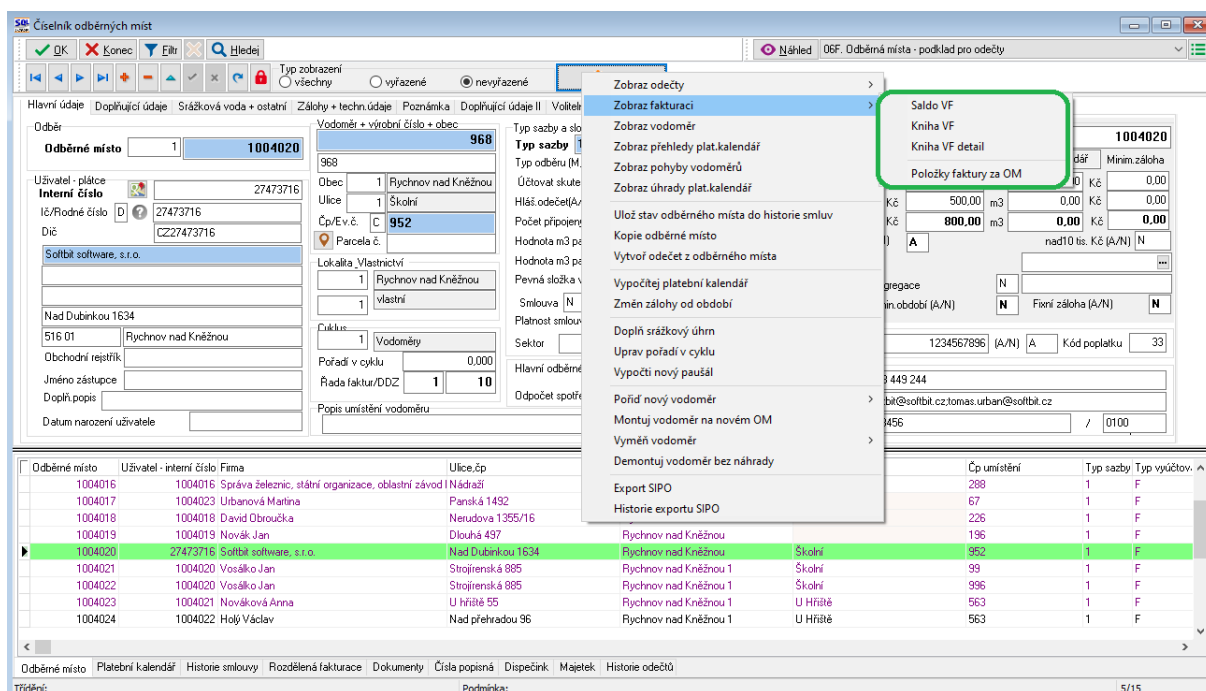 Číselník odběrných míst
OK Konec Filtr Hledej Náhled 06F. Odběrná místa - podklad pro odečty
Typ zobrazení
všechny vyřazené nevyřazené
Hlavní údaje Doplňující údaje Srážková voda + ostatní Zálohy + techn.údaje Poznámka Doplňující údaje II
Odběr
Odběrné místo 1 1004020
Uživatel - plátce
Interní číslo 27473716
Ič/Rodné číslo D 27473716
Dič CZ27473716
Softbit software, s.r.o.
Nad Dubinkou 1634
516 01 Rychnov nad Kněžnou
Obchodní rejstřík
Jméno zástupce
Doplň.popis
Datum narození uživatele
Vodoměr + výrobní číslo + obec
968
968
Obec 1 Rychnov nad Kněžnou
Ulice 1 Školní
Čp/Ev.č. C 952
Parcela č.
Lokalita_Vlastnictví
1 Rychnov nad Kněžnou
1 vlastní
Cyklus
1 Vodoměry
Pořadí v cyklu 0,000
Řada faktur/DDZ 1 10
Popis umístění vodoměru
Typ sazby a slo
Typ sazby
Typ odběru (M,
Účtovat skute
Hláš.odečet(A/
Počet připojený
Hodnota m3 pa
Hodnota m3 pa
Pevná složka v
Smlouva N
Platnost smlouv
Sektor
Hlavní odběrné
Odpočet spotře
Zobraz odečty
Zobraz fakturaci
Zobraz vodoměr
Zobraz přehledy plat.kalendář
Zobraz pohyby vodoměrů
Zobraz úhrady plat.kalendář
Ulož stav odběrného místa do historie smluv
Kopie odběrné místo
Vytvoř odečet z odběrného místa
Vypočítej platební kalendář
Změn zálohy od období
Doplň srážkový úhrn
Uprav pořadí v cyklu
Vypočti nový paušál
Pořiď nový vodoměr
Montuj vodoměr na novém OM
Vyměň vodoměr
Demontuj vodoměr bez náhrady
Export SIPO
Historie exportu SIPO
Saldo VF
Kniha VF
Kniha VF detail
Položky faktury za OM
1004020
dář Minim.záloha
0 Kč 0,00
Kč 500,00 m3 0,00 Kč 0,00
Kč 800,00 m3 0,00 Kč 0,00
A nad10 tis. Kč (A/N) N
gregace N
in.období (A/N) N Fixní záloha (A/N) N
1234567896 (A/N) A Kód poplatku 33
449 244
bit@softbit.cz;tomas.urban@softbit.cz
3456 / 0100
Odběrné místo Uživatel - interní číslo Firma Ulice,čp Čp umístění Typ sazby Typ vyúčtov.
1004016 1004016 Správa železnic, státní organizace, oblastní závod Nádraží 288 1 F
1004017 1004023 Urbanová Martina Panská 1492 67 1 F
1004018 1004018 David Obroučka Nerudova 1355/16 226 1 F
1004019 1004019 Novák Jan Dlouhá 497 Rychnov nad Kněžnou 196 1 F
1004020 27473716 Softbit software, s.r.o. Nad Dubinkou 1634 Rychnov nad Kněžnou Školní 952 1 F
1004021 1004020 Vosálko Jan Strojírenská 885 Rychnov nad Kněžnou 1 Školní 99 1 F
1004022 1004020 Vosálko Jan Strojírenská 885 Rychnov nad Kněžnou 1 Školní 996 1 F
1004023 1004021 Nováková Anna U hřiště 55 Rychnov nad Kněžnou 1 U Hřiště 563 1 F
1004024 1004022 Holý Václav Nad přehradou 96 Rychnov nad Kněžnou 1 U Hřiště 563 1 F
Odběrné místo Platební kalendář Historie smlouvy Rozdělená fakturace Dokumenty Čísla popisná Dispečink Majetek Historie odečtů
Třídění: Podmínka: 5/15